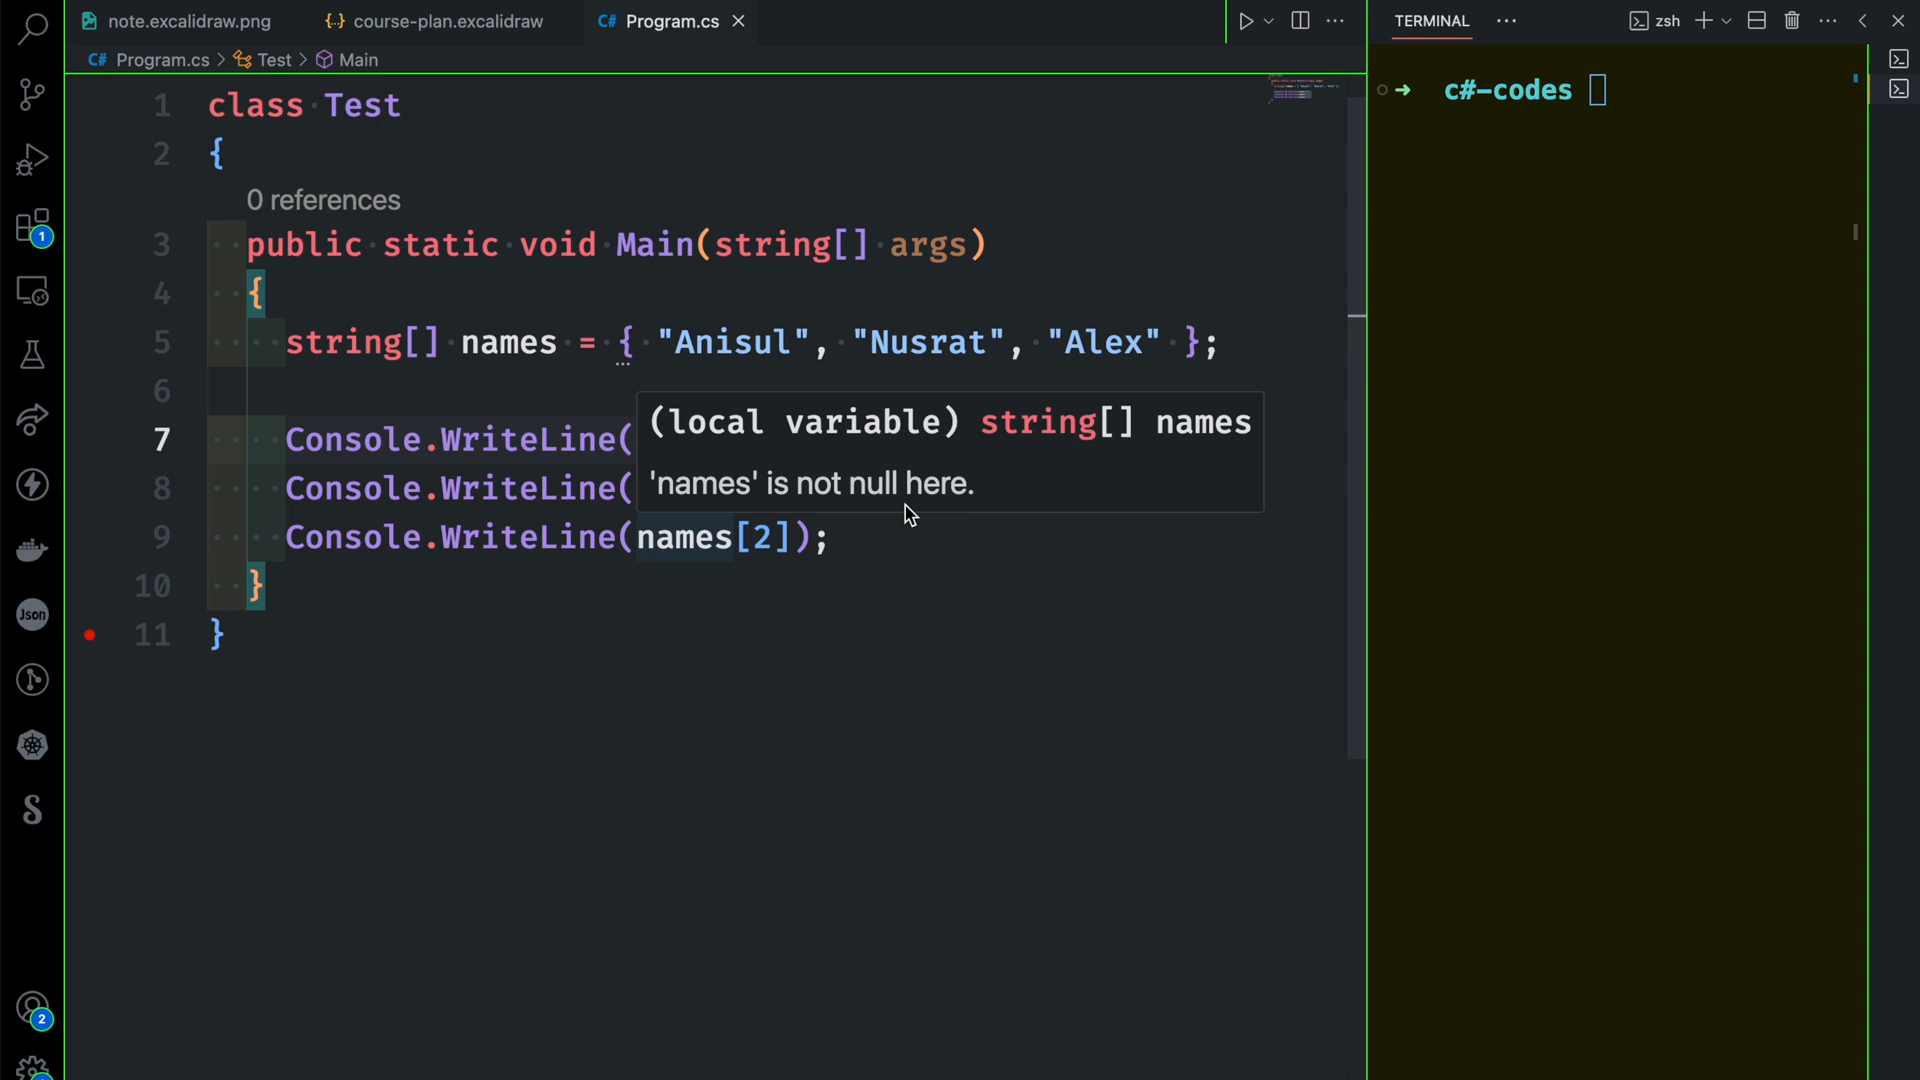 note.excalidraw.png
course-plan.excalidraw
C# Program.cs
TERMINAL
zsh
C# Program.cs > Test > Main
c#-codes
1 class Test
2 {
0 references
3 public static void Main(string[] args)
4 {
5 string[] names = { "Anisul", "Nusrat", "Alex" };
6
(local variable) string[] names
7 Console.WriteLine(
'names' is not null here.
8 Console.WriteLine(
9 Console.WriteLine(names[2]);
10 }
11 }
1
Json
2